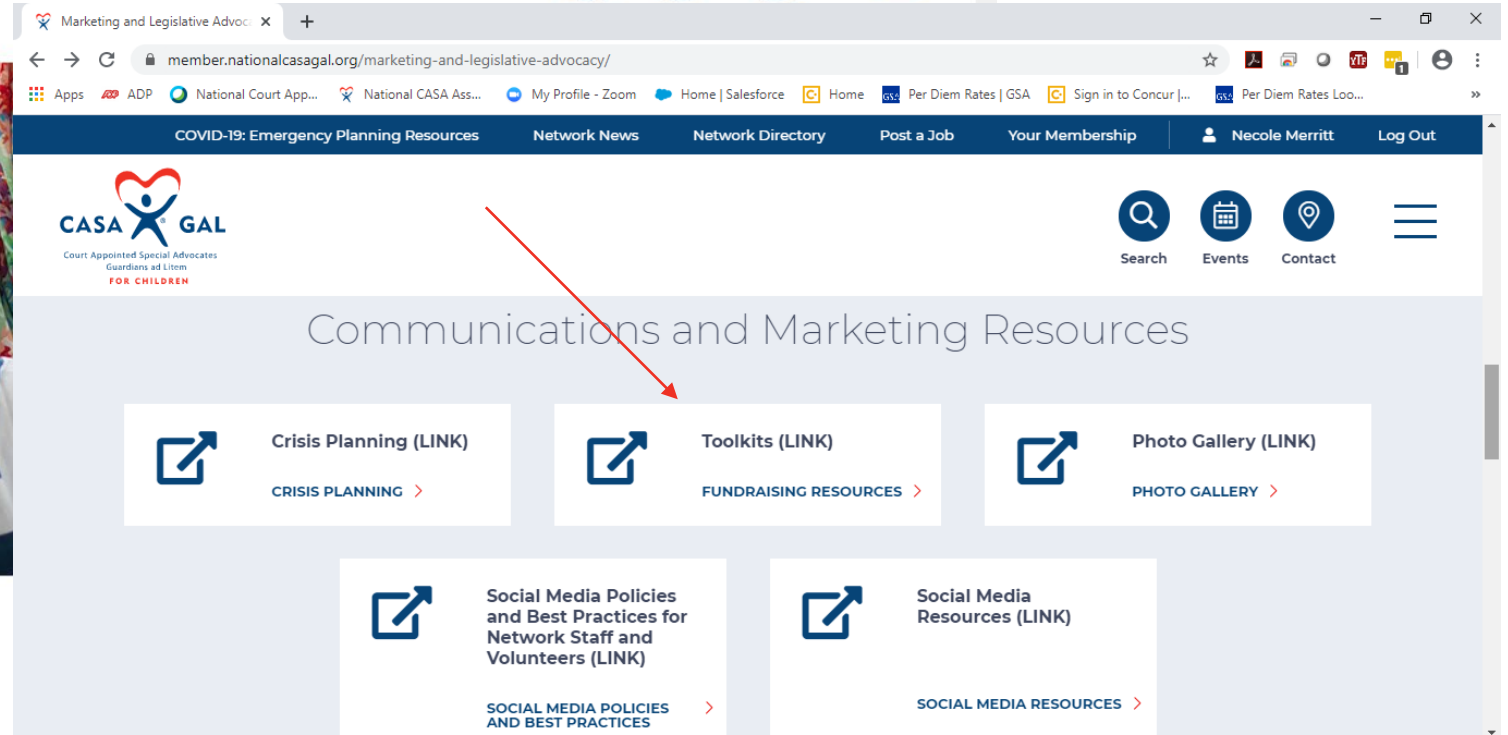 Marketing and Legislative Advoc
member.nationalcasagal.org/marketing-and-legislative-advocacy/
YTF
1
Apps ADP National Court App... National CASA Ass... My Profile - Zoom Home | Salesforce Home GSA Per Diem Rates | GSA Sign in to Concur |... GSA Per Diem Rates Loo...
COVID-19: Emergency Planning Resources Network News Network Directory Post a Job Your Membership Necole Merritt Log Out
CASA GAL
Court Appointed Special Advocates
Guardians ad Litem
FOR CHILDREN
Search Events Contact
Communications and Marketing Resources
Crisis Planning (LINK)
CRISIS PLANNING
Toolkits (LINK)
FUNDRAISING RESOURCES
Photo Gallery (LINK)
PHOTO GALLERY
Social Media Policies
and Best Practices for
Network Staff and
Volunteers (LINK)
SOCIAL MEDIA POLICIES
AND BEST PRACTICES
Social Media
Resources (LINK)
SOCIAL MEDIA RESOURCES